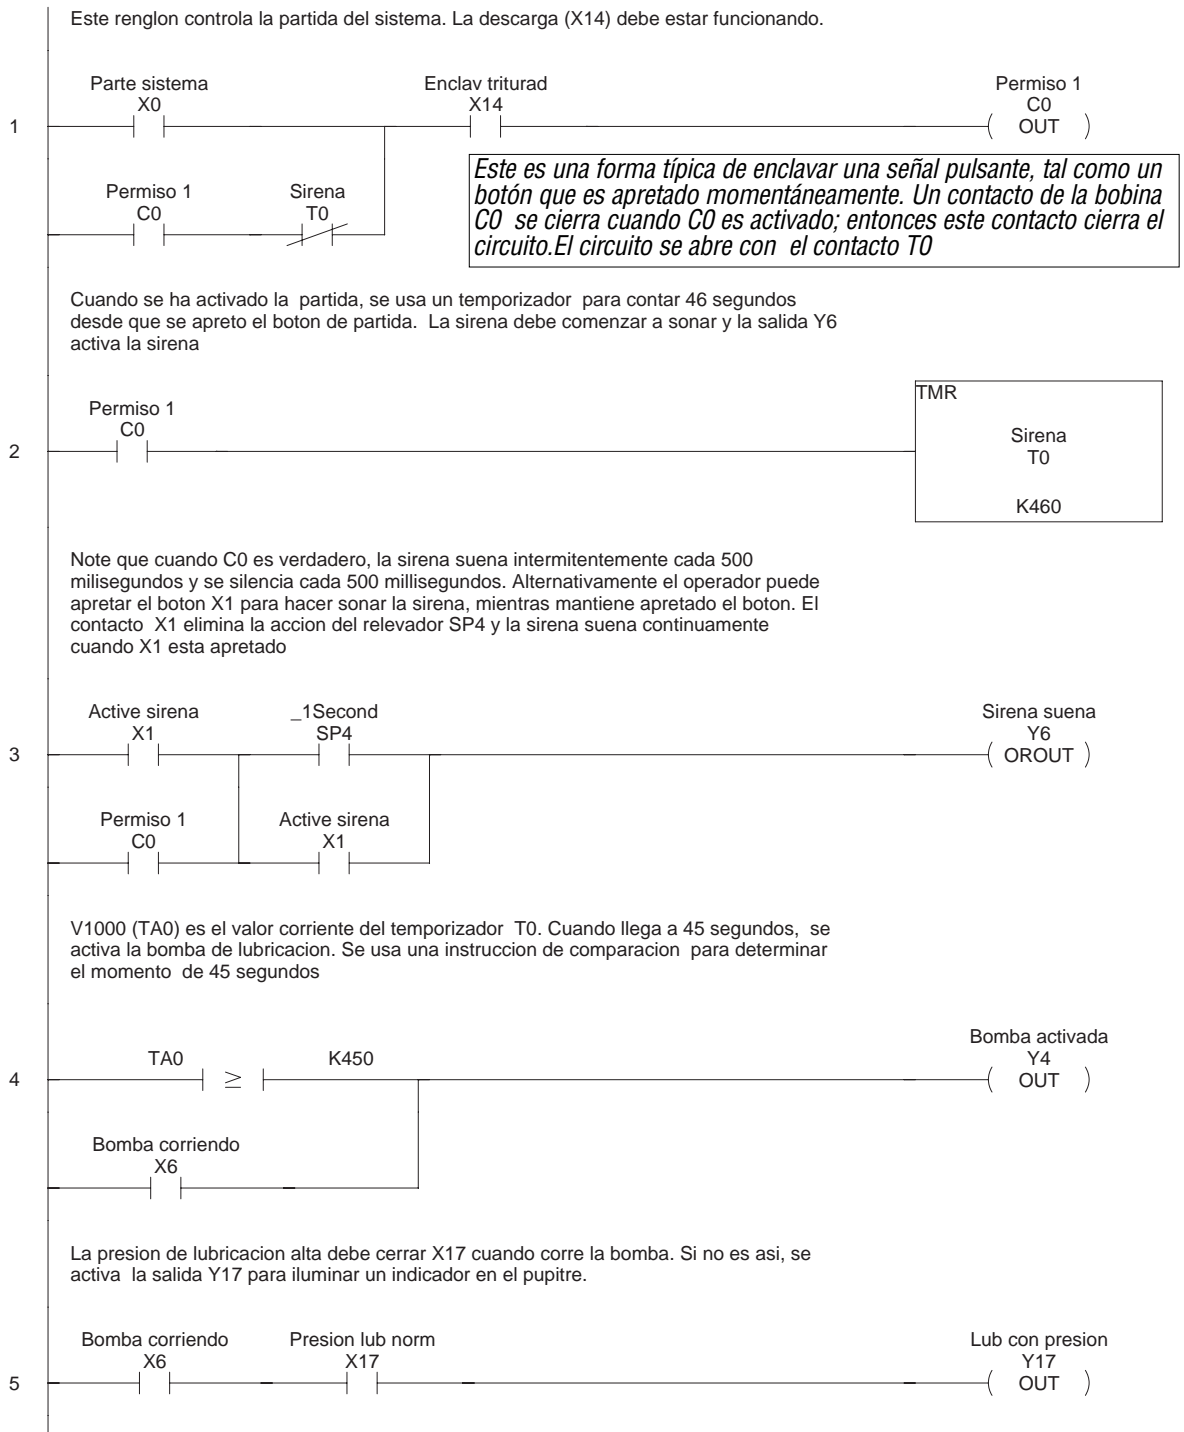 Este renglon controla la partida del sistema. La descarga (X14) debe estar funcionando.
Parte sistema
X0
Enclav triturad
X14
Permiso 1
C0
OUT
1
Permiso 1
C0
Sirena
T0
Este es una forma típica de enclavar una señal pulsante, tal como un
botón que es apretado momentáneamente. Un contacto de la bobina
C0 se cierra cuando C0 es activado; entonces este contacto cierra el
circuito.El circuito se abre con el contacto T0
Cuando se ha activado la partida, se usa un temporizador para contar 46 segundos
desde que se apreto el boton de partida. La sirena debe comenzar a sonar y la salida Y6
activa la sirena
Permiso 1
C0
2
TMR
Sirena
T0
K460
Note que cuando C0 es verdadero, la sirena suena intermitentemente cada 500
milisegundos y se silencia cada 500 millisegundos. Alternativamente el operador puede
apretar el boton X1 para hacer sonar la sirena, mientras mantiene apretado el boton. El
contacto X1 elimina la accion del relevador SP4 y la sirena suena continuamente
cuando X1 esta apretado
Active sirena
X1
_1Second
SP4
Sirena suena
Y6
OROUT
3
Permiso 1
C0
Active sirena
X1
V1000 (TA0) es el valor corriente del temporizador T0. Cuando llega a 45 segundos, se
activa la bomba de lubricacion. Se usa una instruccion de comparacion para determinar
el momento de 45 segundos
TA0
≥
K450
Bomba activada
Y4
OUT
4
Bomba corriendo
X6
La presion de lubricacion alta debe cerrar X17 cuando corre la bomba. Si no es asi, se
activa la salida Y17 para iluminar un indicador en el pupitre.
Bomba corriendo
X6
Presion lub norm
X17
Lub con presion
Y17
OUT
5